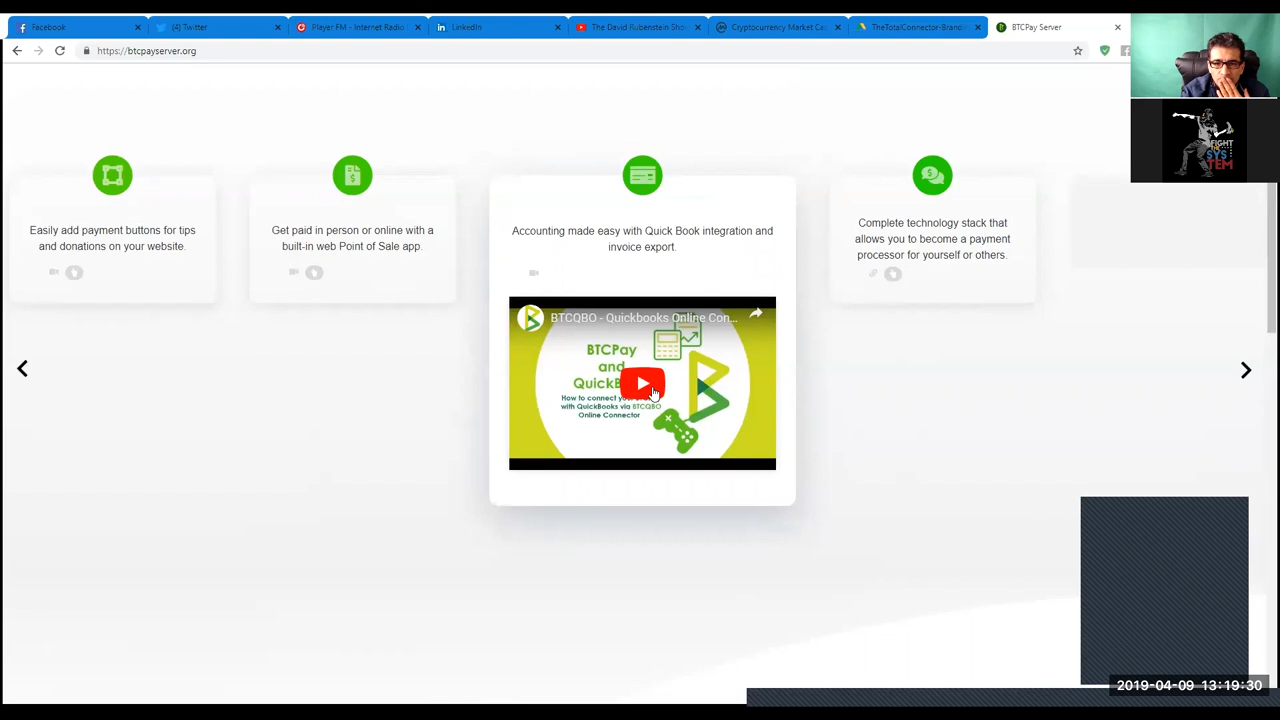 Facebook
(4) Twitter
Player FM - Internet Radio
LinkedIn
The David Rubenstein Sho
Cryptocurrency Market Ca
TheTotalConnector-Brandin
BTCPay Server
https://btcpayserver.org
FIGHT
THE
SYS
TEM
Easily add payment buttons for tips
and donations on your website.
Get paid in person or online with a
built-in web Point of Sale app.
Accounting made easy with Quick Book integration and
invoice export.
Complete technology stack that
allows you to become a payment
processor for yourself or others.
BTCQBO - Quickbooks Online Con...
BTCPay
and
QuickB
How to connect
with QuickBooks via BTCQBO
Online Connector
2019-04-09 13:19:30